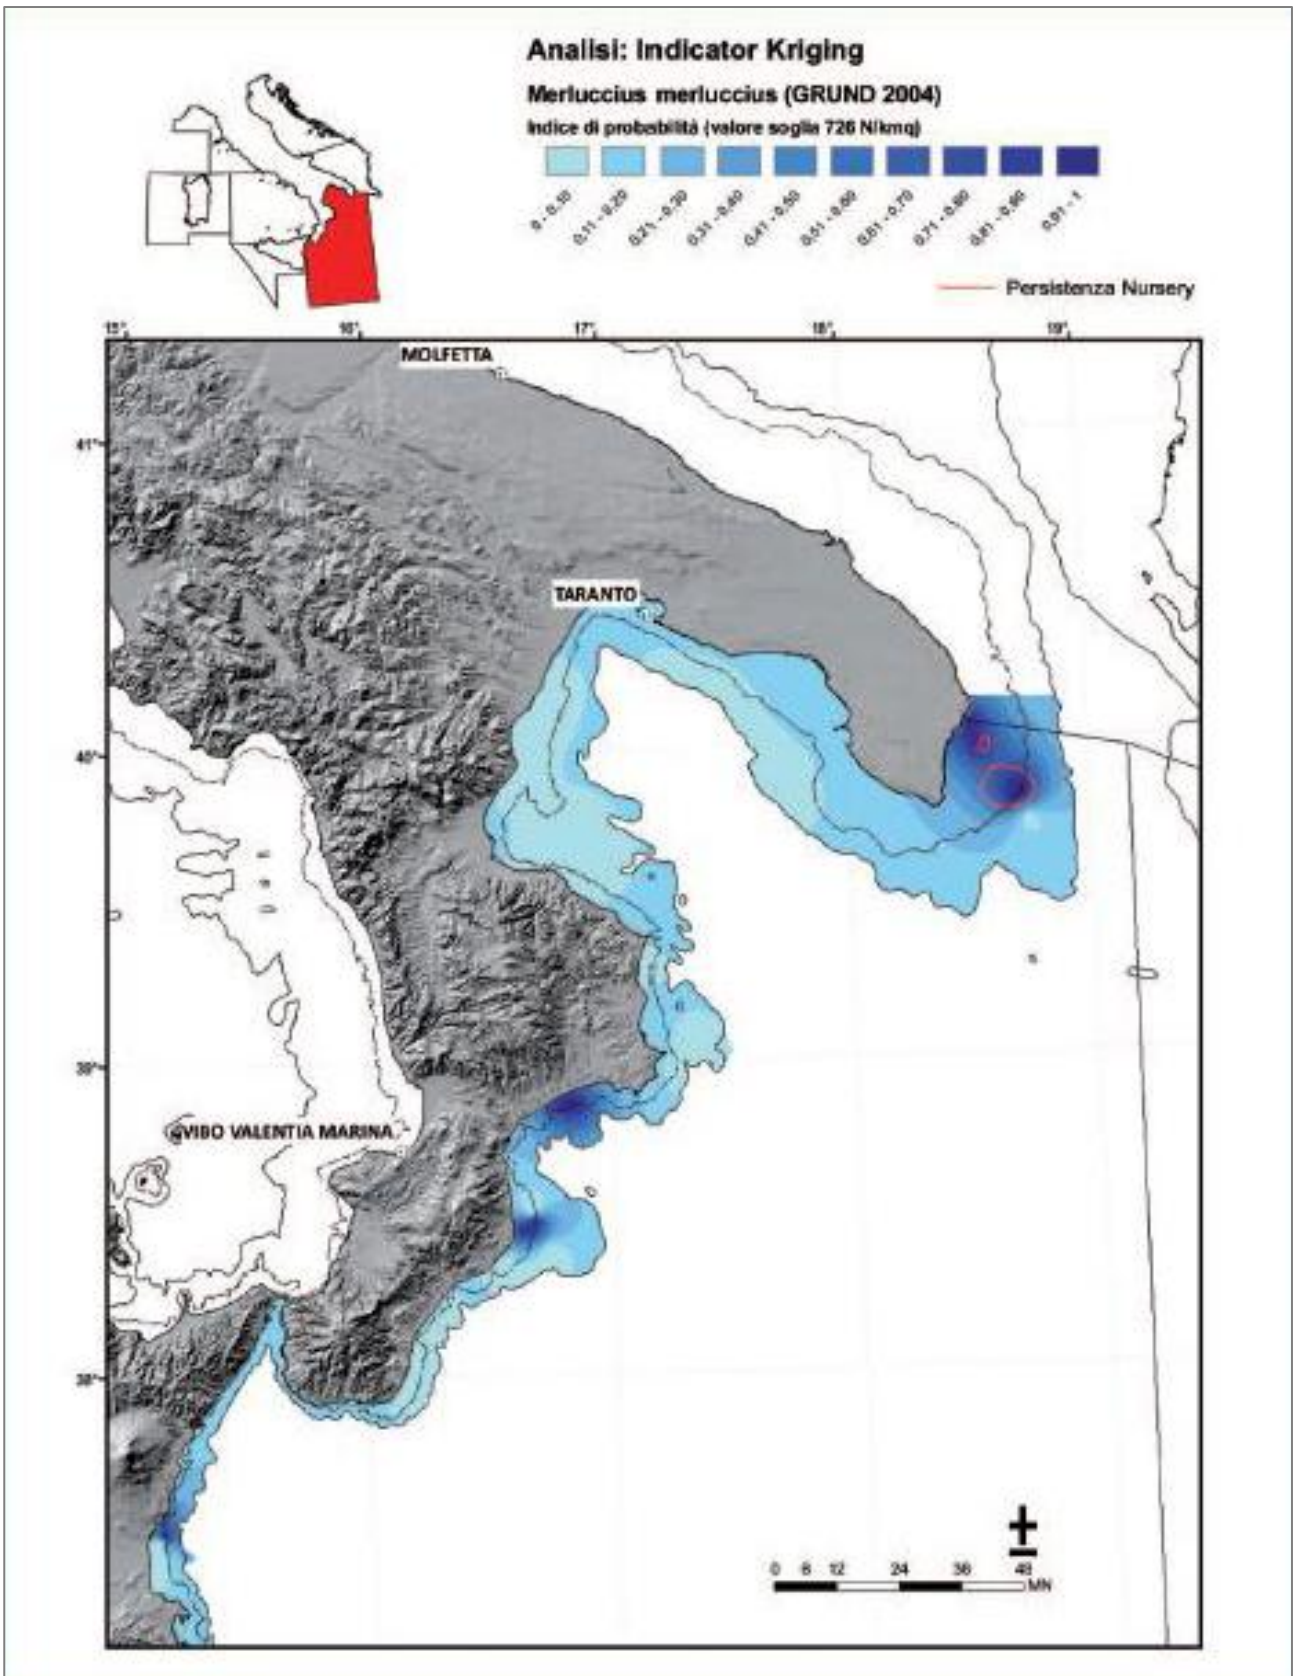 Analisi: Indicator Kriging
Merluccius merluccius (GRUND 2004)
Indice di probabilità (valore soglia 726 N/kmq)
0 - 0,10
0,11 - 0,20
0,21 - 0,30
0,31 - 0,40
0,41 - 0,50
0,51 - 0,60
0,61 - 0,70
0,71 - 0,80
0,81 - 0,90
0,91 - 1
Persistenza Nursery
15° 16° 17° 18° 19°
MOLFETTA
41°
TARANTO
40°
39°
VIBO VALENTIA MARINA
38°
0 6 12 24 36 48
MN